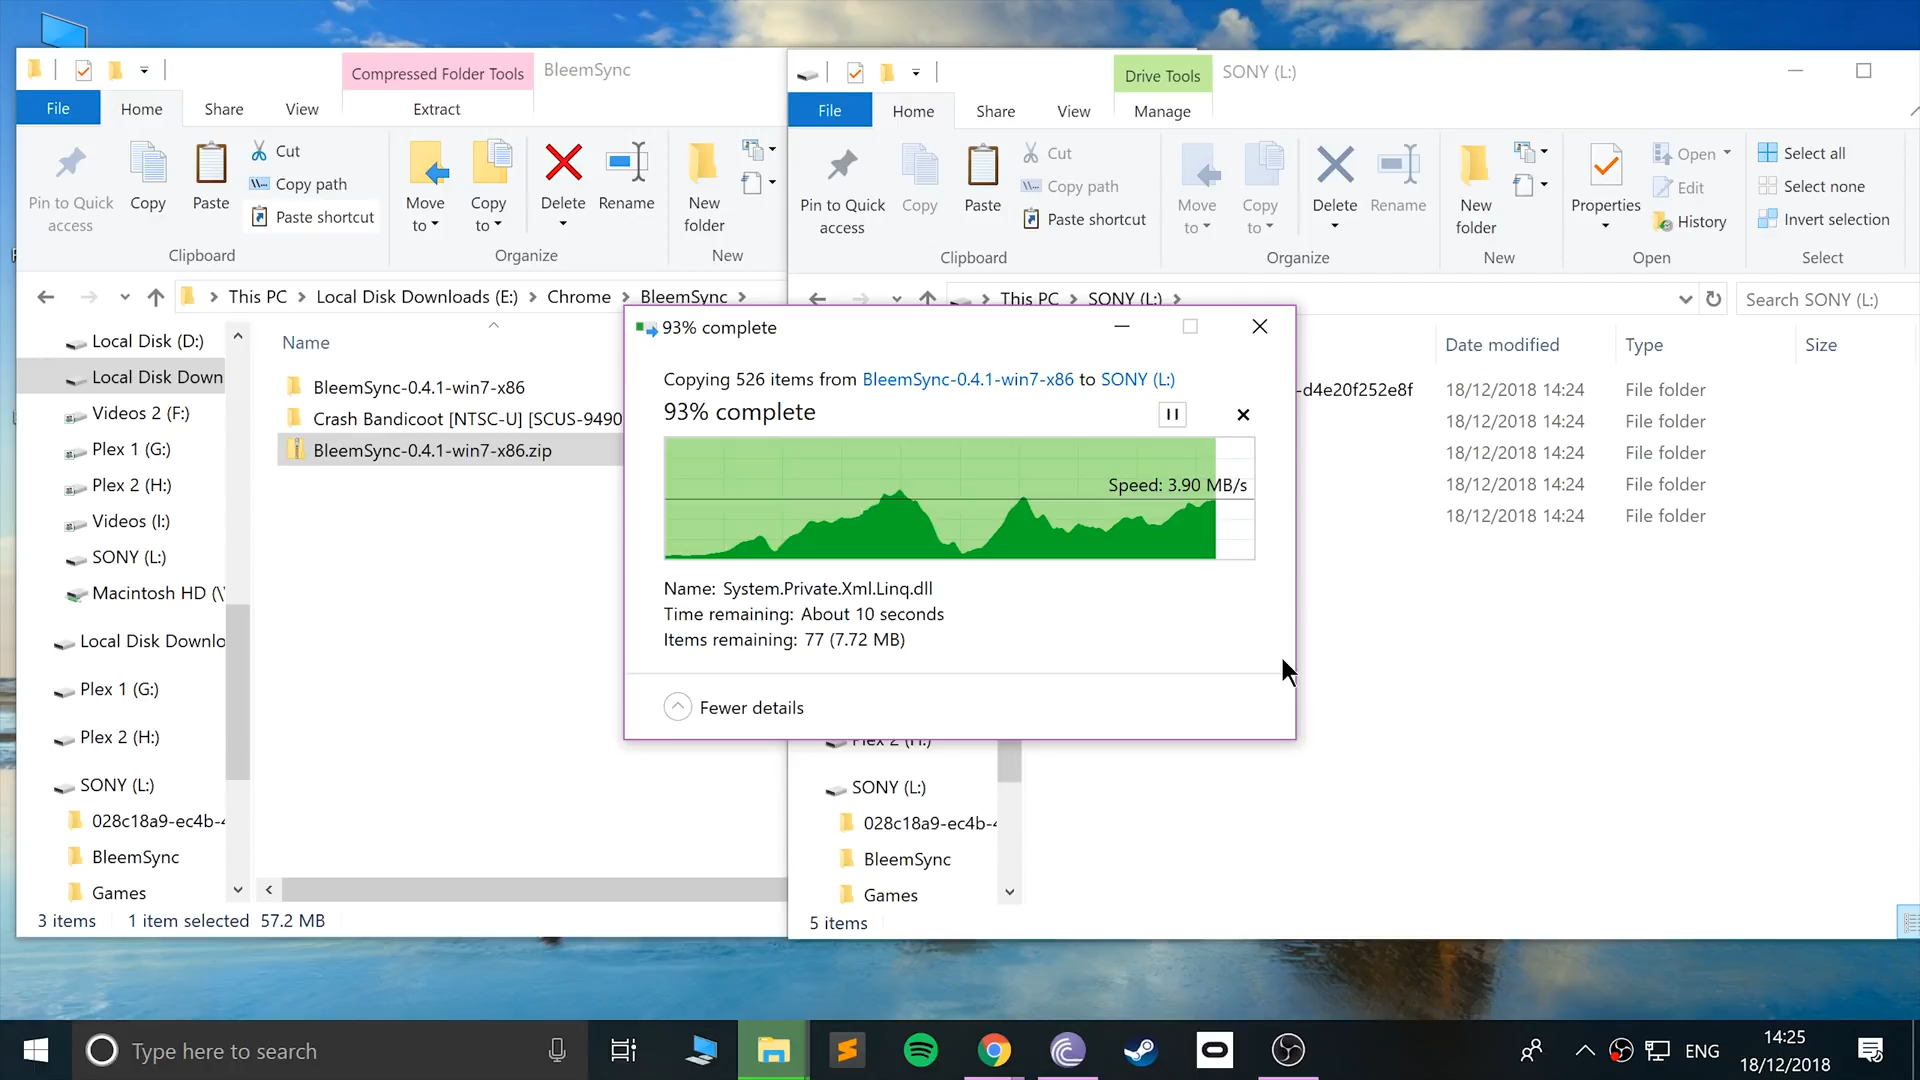 Compressed Folder Tools
BleemSync
File
Home
Share
View
Extract
Pin to Quick access
Copy
Paste
Cut
Copy path
Paste shortcut
Move to
Copy to
Delete
Rename
New folder
Clipboard
Organize
New
This PC > Local Disk Downloads (E:) > Chrome > BleemSync >
Local Disk (D:)
Local Disk Down
Videos 2 (F:)
Plex 1 (G:)
Plex 2 (H:)
Videos (I:)
SONY (L:)
Macintosh HD (\
Local Disk Downlo
Plex 1 (G:)
Plex 2 (H:)
SONY (L:)
028c18a9-ec4b-4
BleemSync
Games
Name
BleemSync-0.4.1-win7-x86
Crash Bandicoot [NTSC-U] [SCUS-9490
BleemSync-0.4.1-win7-x86.zip
3 items
1 item selected 57.2 MB
Drive Tools
SONY (L:)
File
Home
Share
View
Manage
Pin to Quick access
Copy
Paste
Cut
Copy path
Paste shortcut
Move to
Copy to
Delete
Rename
New folder
Properties
Open
Edit
History
Select all
Select none
Invert selection
Clipboard
Organize
New
Open
Select
This PC > SONY (L:) >
Search SONY (L:)
Date modified
Type
Size
-d4e20f252e8f 18/12/2018 14:24 File folder
18/12/2018 14:24 File folder
18/12/2018 14:24 File folder
18/12/2018 14:24 File folder
18/12/2018 14:24 File folder
93% complete
Copying 526 items from BleemSync-0.4.1-win7-x86 to SONY (L:)
93% complete
Speed: 3.90 MB/s
Name: System.Private.Xml.Linq.dll
Time remaining: About 10 seconds
Items remaining: 77 (7.72 MB)
Fewer details
Plex 2 (H:)
SONY (L:)
028c18a9-ec4b-4
BleemSync
Games
5 items
Type here to search
ENG
14:25
18/12/2018